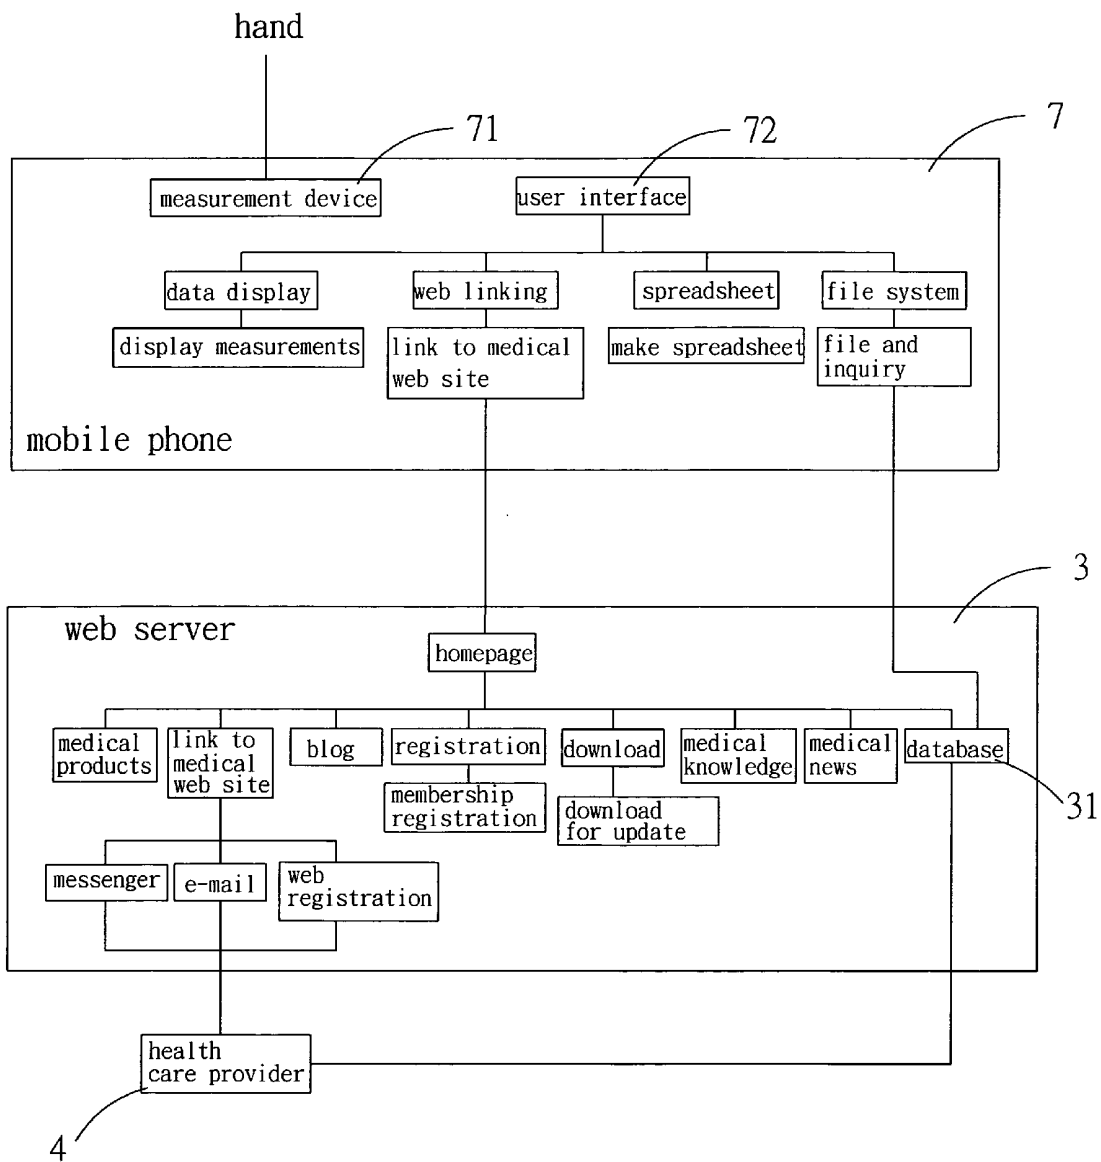 hand
71
72
7
measurement device
user interface
data display
web linking
spreadsheet
file system
display measurements
link to medical
web site
make spreadsheet
file and
inquiry
mobile phone
3
web server
homepage
medical
products
link to
medical
web site
blog
registration
download
medical
knowledge
medical
news
database
membership
registration
download
for update
31
messenger
e-mail
web
registration
health
care provider
4